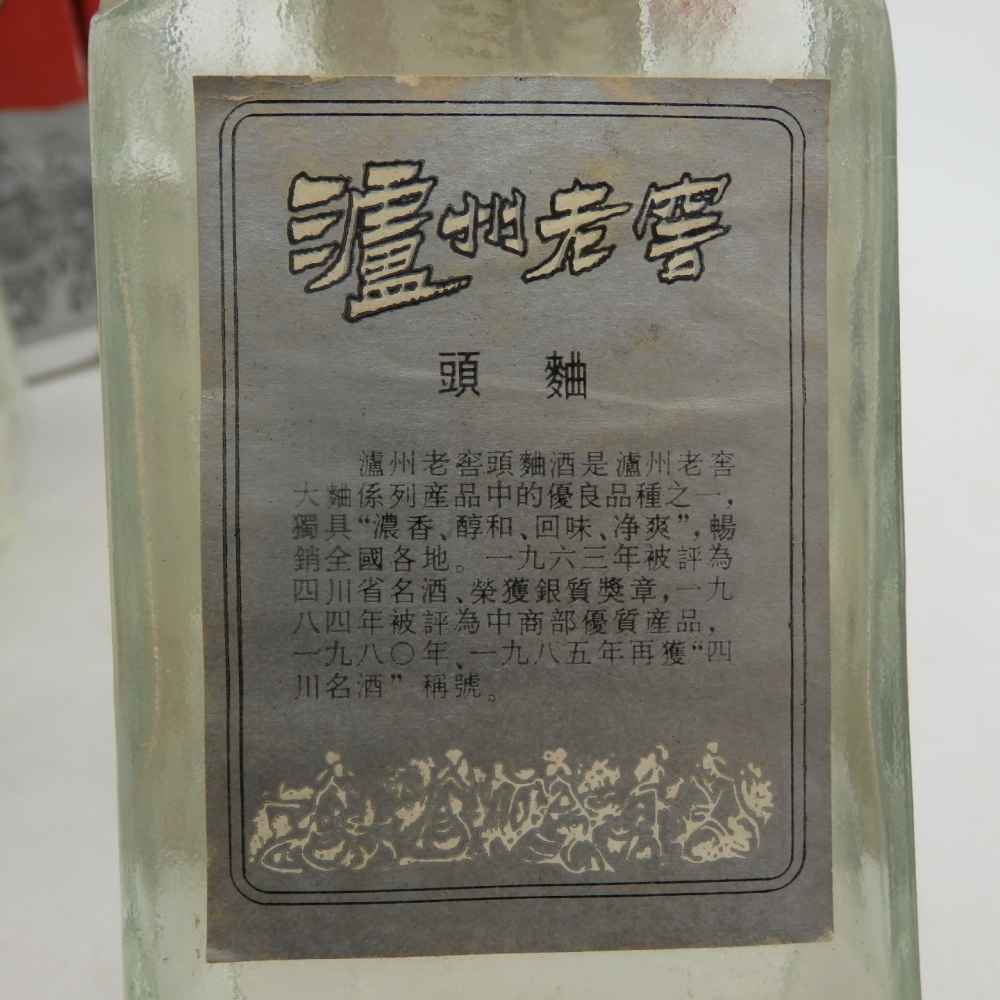 瀘州老窖
頭 麯
瀘州老窖頭麯酒是瀘州老窖
大麯係列産品中的優良品種之一，
獨具“濃香、醇和、回味、净爽”，暢
銷全國各地。一九六三年被評為
四川省名酒、榮獲銀質獎章，一九
八四年被評為中商部優質産品，
一九八〇年、一九八五年再獲“四
川名酒” 稱號。